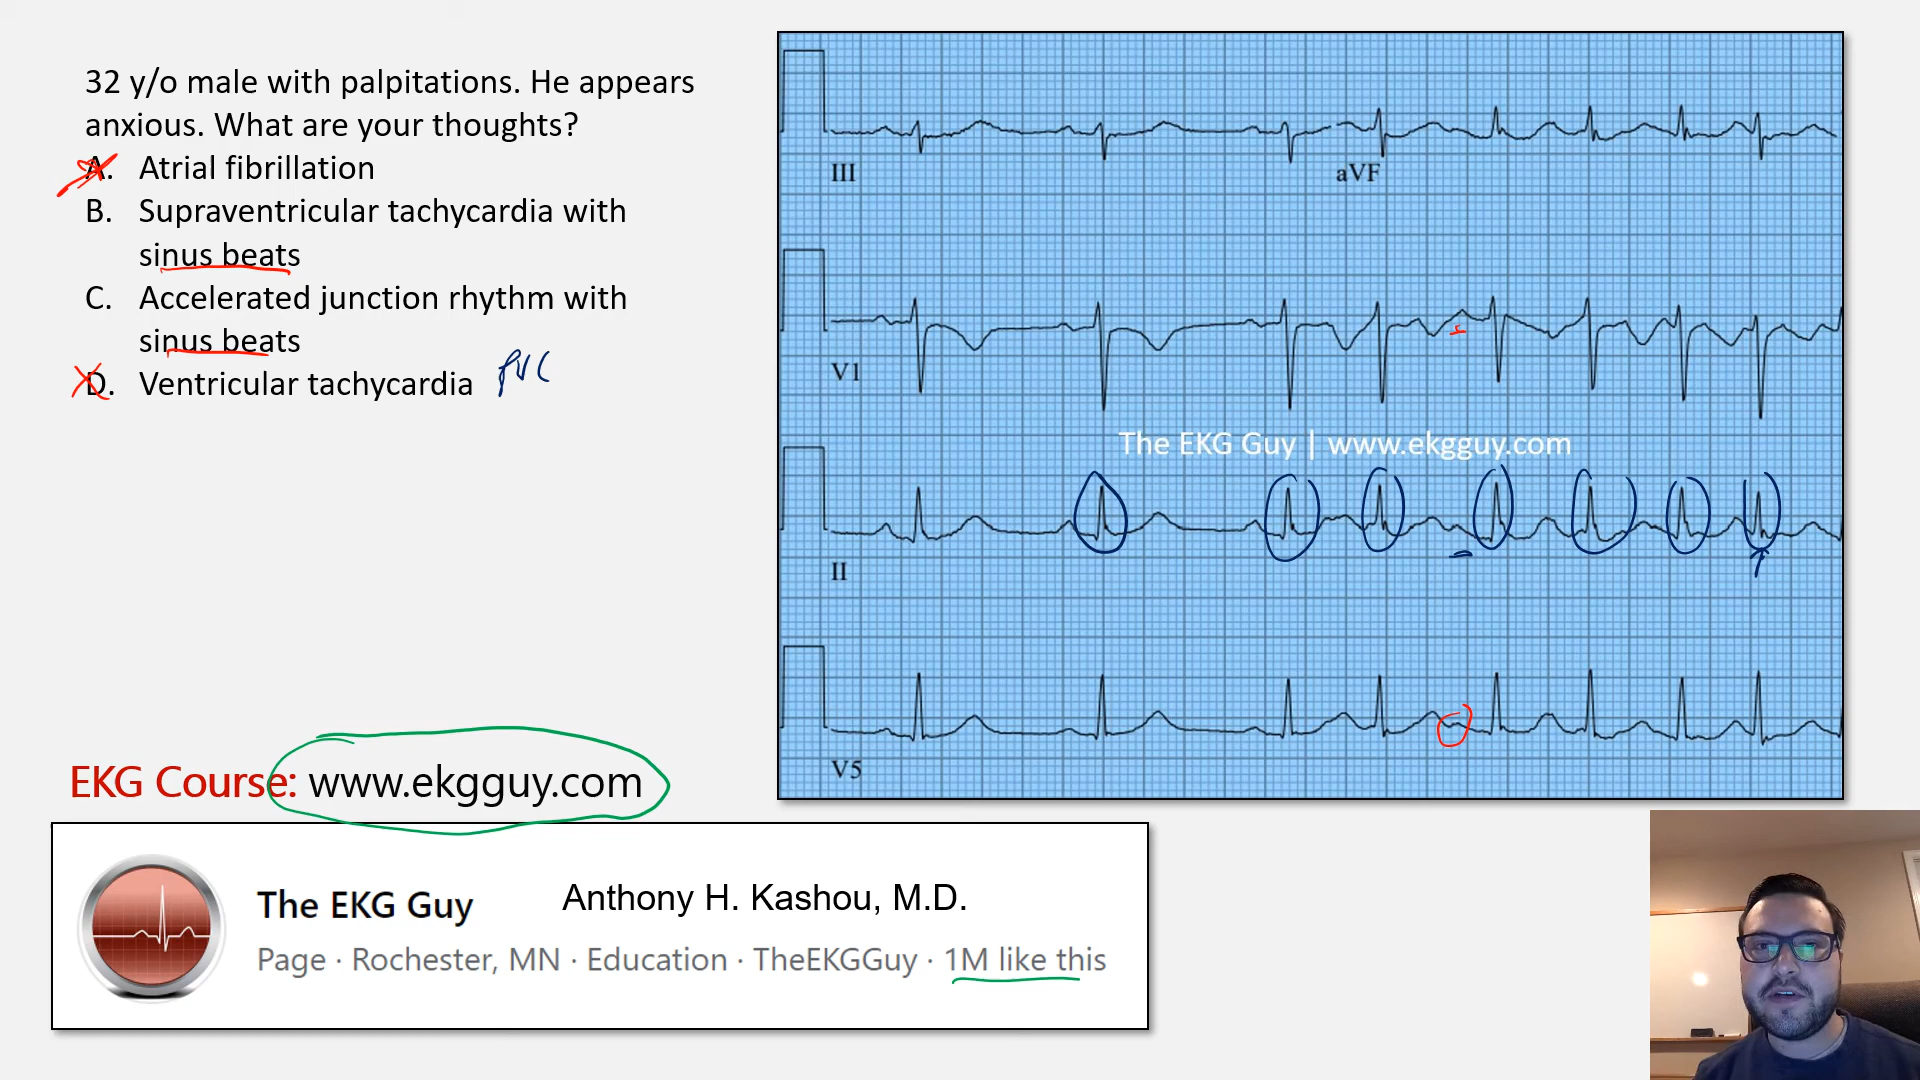 32 y/o male with palpitations. He appears
anxious. What are your thoughts?
A. Atrial fibrillation
B. Supraventricular tachycardia with
sinus beats
C. Accelerated junction rhythm with
sinus beats
D. Ventricular tachycardia
PVC
III
aVF
V1
The EKG Guy | www.ekgguy.com
II
V5
EKG Course: www.ekgguy.com
The EKG Guy
Anthony H. Kashou, M.D.
Page · Rochester, MN · Education · TheEKGGuy · 1M like this